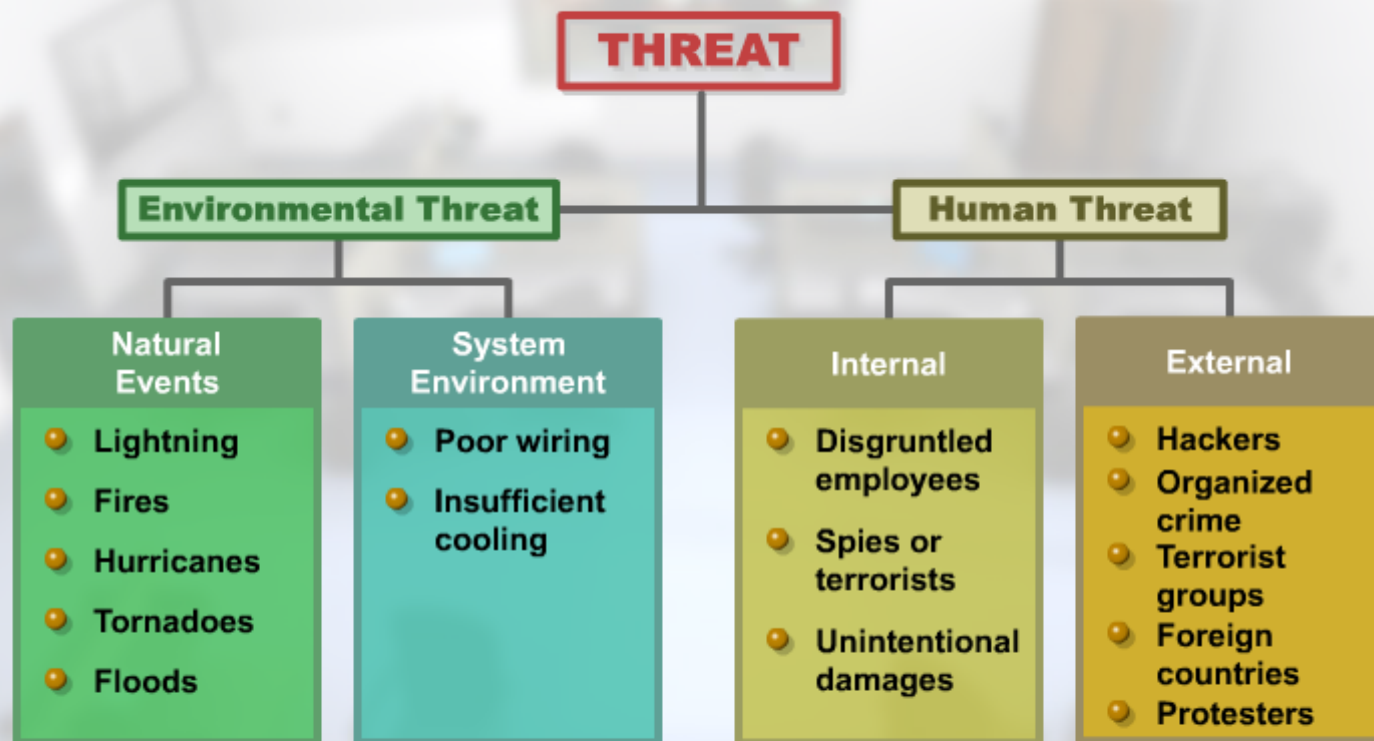 THREAT
Environmental Threat
Human Threat
Natural
Events
Lightning
Fires
Hurricanes
Tornadoes
Floods
System
Environment
Poor wiring
Insufficient
cooling
Internal
Disgruntled
employees
Spies or
terrorists
Unintentional
damages
External
Hackers
Organized
crime
Terrorist
groups
Foreign
countries
Protesters